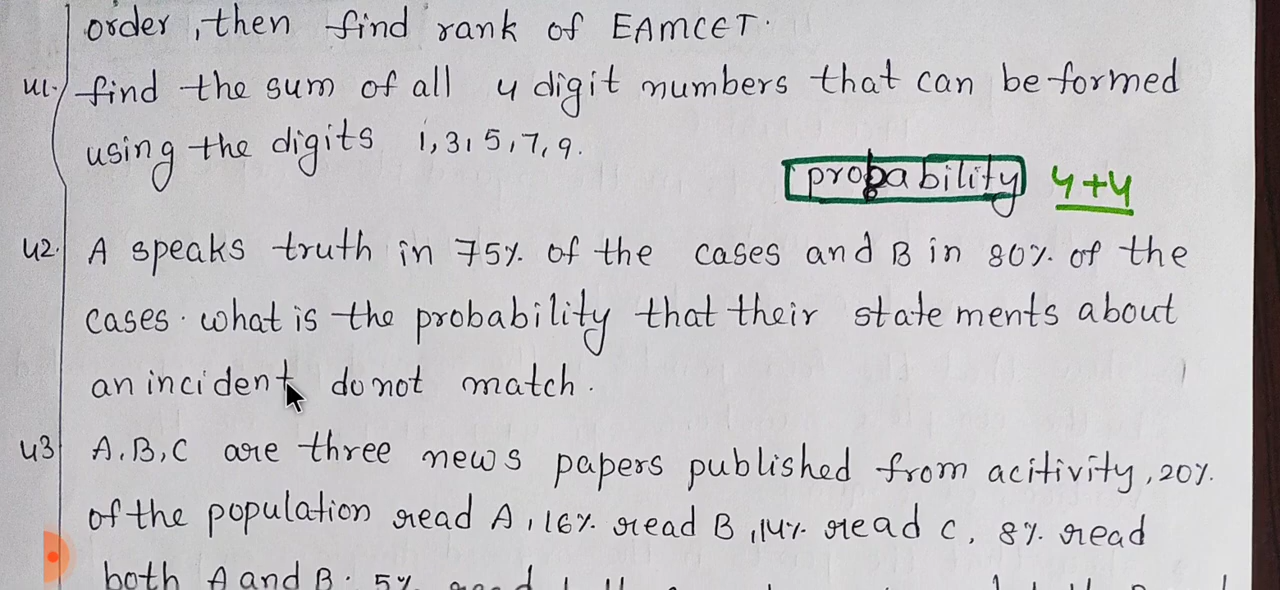 order, then find rank of EAMCET.
41. find the sum of all 4 digit numbers that can be formed
using the digits 1, 3, 5, 7, 9.
probability 4+4
42. A speaks truth in 75% of the cases and B in 80% of the
cases. what is the probability that their statements about
an incident do not match.
43 A, B, C are three news papers published from acitivity, 20%
of the population read A, 16% read B, 14% read C, 8% read
both A and B. 5%